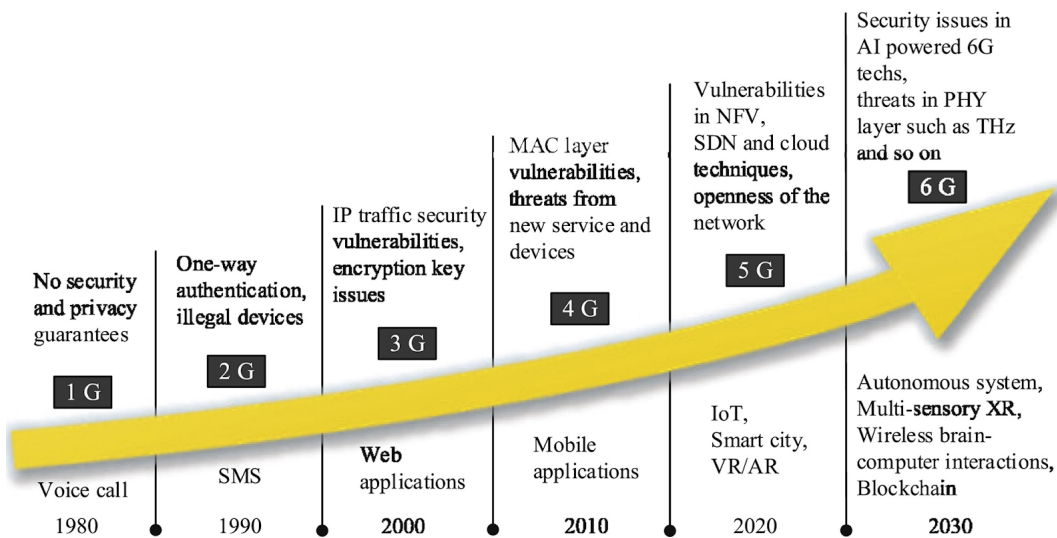 No security
and privacy
guarantees
1 G
Voice call
1980
One-way
authentication,
illegal devices
2 G
SMS
1990
IP traffic security
vulnerabilities,
encryption key
issues
3 G
Web
applications
2000
MAC layer
vulnerabilities,
threats from
new service and
devices
4 G
Mobile
applications
2010
Vulnerabilities
in NFV,
SDN and cloud
techniques,
openness of the
network
5 G
IoT,
Smart city,
VR/AR
2020
Security issues in
AI powered 6G
techs,
threats in PHY
layer such as THz
and so on
6 G
Autonomous system,
Multi-sensory XR,
Wireless brain-
computer interactions,
Blockchain
2030